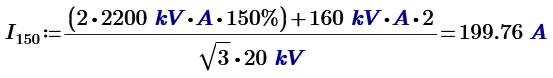 I₁₅₀ := ((2 · 2200 kV · A · 150%) + 160 kV · A · 2) / (√3 · 20 kV) = 199.76 A